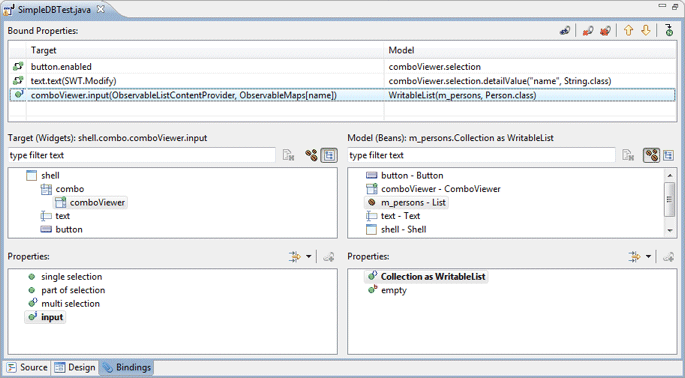 SimpleDBTest.java
Bound Properties:
Target Model
button.enabled comboViewer.selection
text.text(SWT.Modify) comboViewer.selection.detailValue("name", String.class)
comboViewer.input(ObservableListContentProvider, ObservableMaps[name]) WritableList(m_persons, Person.class)
Target (Widgets): shell.combo.comboViewer.input
type filter text
shell
combo
comboViewer
text
button
Model (Beans): m_persons.Collection as WritableList
type filter text
button - Button
comboViewer - ComboViewer
m_persons - List
text - Text
shell - Shell
Properties:
single selection
part of selection
multi selection
input
Properties:
Collection as WritableList
empty
Source Design Bindings